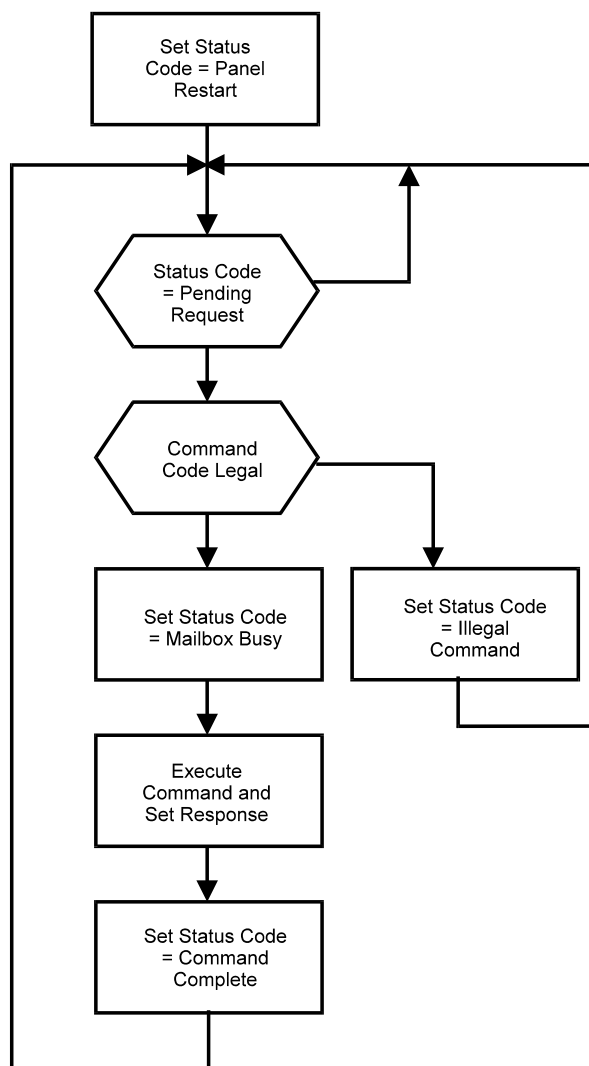 Set Status
Code = Panel
Restart
Status Code
= Pending
Request
Command
Code Legal
Set Status Code
= Mailbox Busy
Set Status Code
= Illegal
Command
Execute
Command and
Set Response
Set Status Code
= Command
Complete